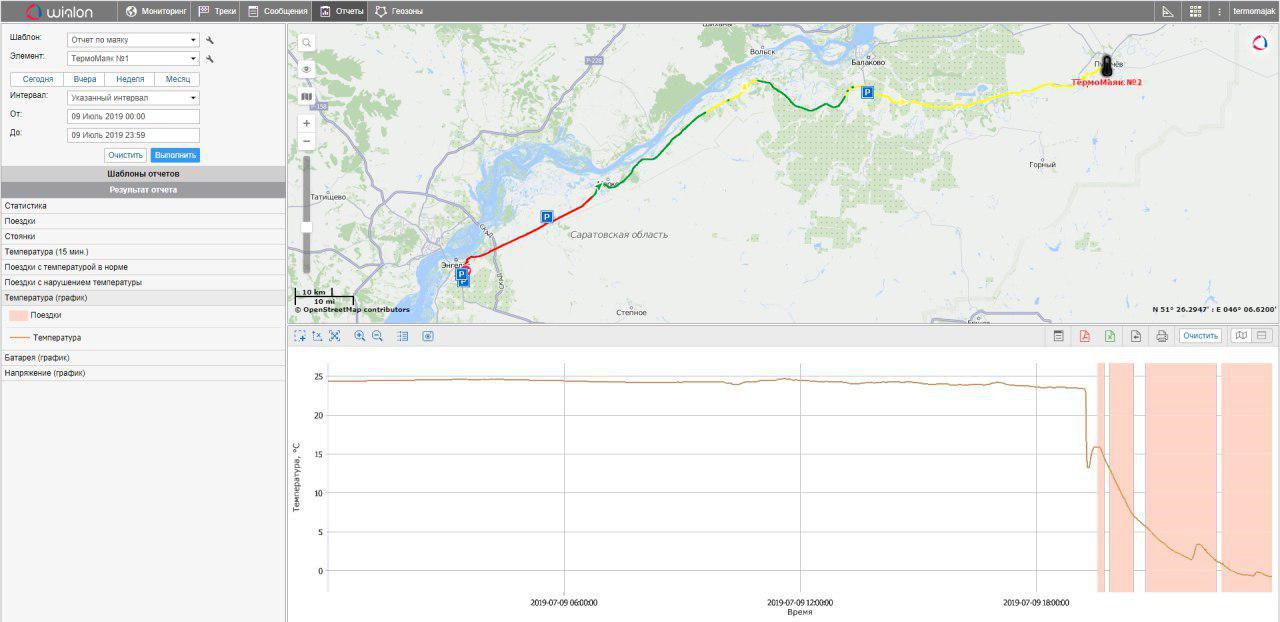 wialon
Мониторинг
Треки
Сообщения
Отчеты
Геозоны
termomajak
Шаблон:
Отчет по маяку
Элемент:
ТермоМаяк №1
Сегодня
Вчера
Неделя
Месяц
Интервал:
Указанный интервал
От:
09 Июль 2019 00:00
До:
09 Июль 2019 23:59
Очистить
Выполнить
Шаблоны отчетов
Результат отчета
Статистика
Поездки
Стоянки
Температура (15 мин.)
Поездки с температурой в норме
Поездки с нарушением температуры
Температура (график)
Поездки
Температура
Батарея (график)
Напряжение (график)
Вольск
Балаково
P-228
P
ТермоМаяк №2
P-158
Горный
Татищево
P
Саратовская область
P
P
10 km
10 mi
© OpenStreetMap contributors
Степное
N 51° 26.2947' : E 046° 06.6200'
Очистить
Температура, °C
25
20
15
10
5
0
2019-07-09 06:00:00
2019-07-09 12:00:00
2019-07-09 18:00:00
Время